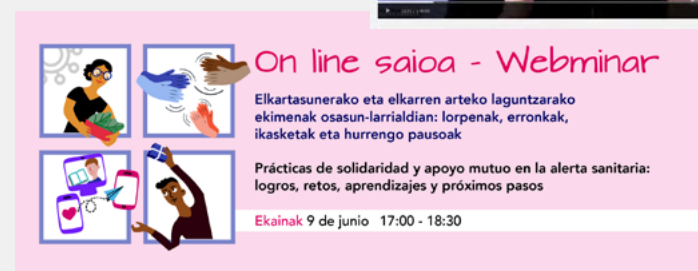 On line saioa - Webminar
Elkartasunerako eta elkarren arteko laguntzarako
ekimenak osasun-larrialdian: lorpenak, erronkak,
ikasketak eta hurrengo pausoak
Prácticas de solidaridad y apoyo mutuo en la alerta sanitaria:
logros, retos, aprendizajes y próximos pasos
Ekainak 9 de junio 17:00 - 18:30